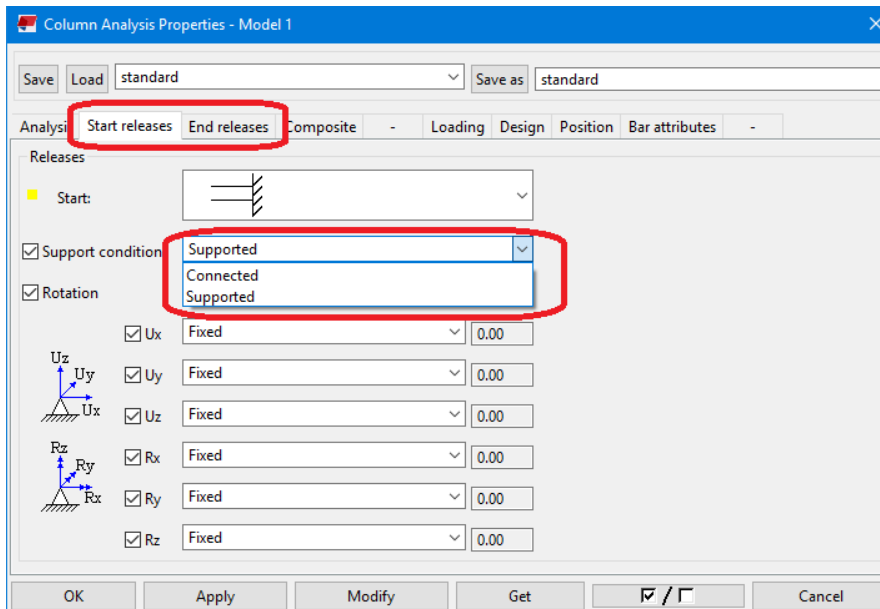 Column Analysis Properties - Model 1
Save Load standard Save as standard
Analysi Start releases End releases Composite - Loading Design Position Bar attributes -
Releases
Start:
Support condition Supported
Connected
Supported
Rotation
Ux Fixed 0.00
Uy Fixed 0.00
Uz Fixed 0.00
Uz
Uy
Ux
Rx Fixed 0.00
Ry Fixed 0.00
Rz Fixed 0.00
Rz
Ry
Rx
OK Apply Modify Get / Cancel